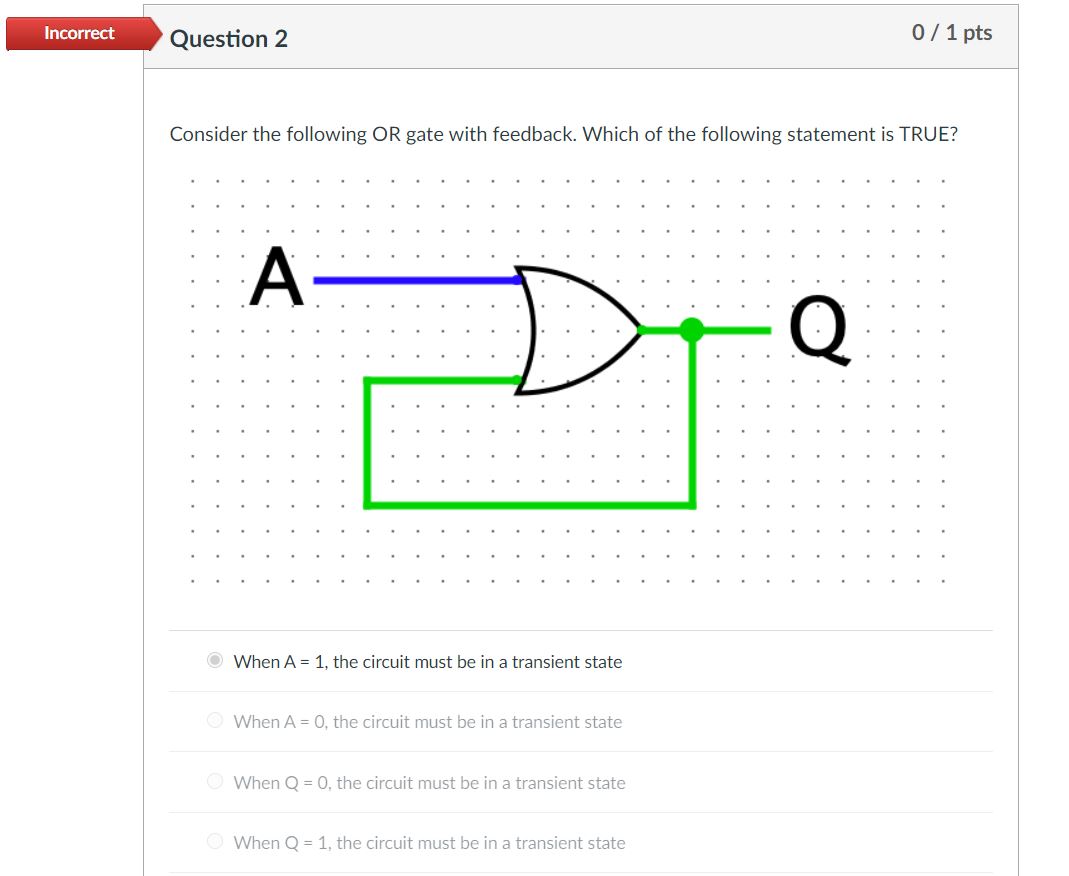 Incorrect
Question 2
0 / 1 pts
Consider the following OR gate with feedback. Which of the following statement is TRUE?
A
Q
When A = 1, the circuit must be in a transient state
When A = 0, the circuit must be in a transient state
When Q = 0, the circuit must be in a transient state
When Q = 1, the circuit must be in a transient state